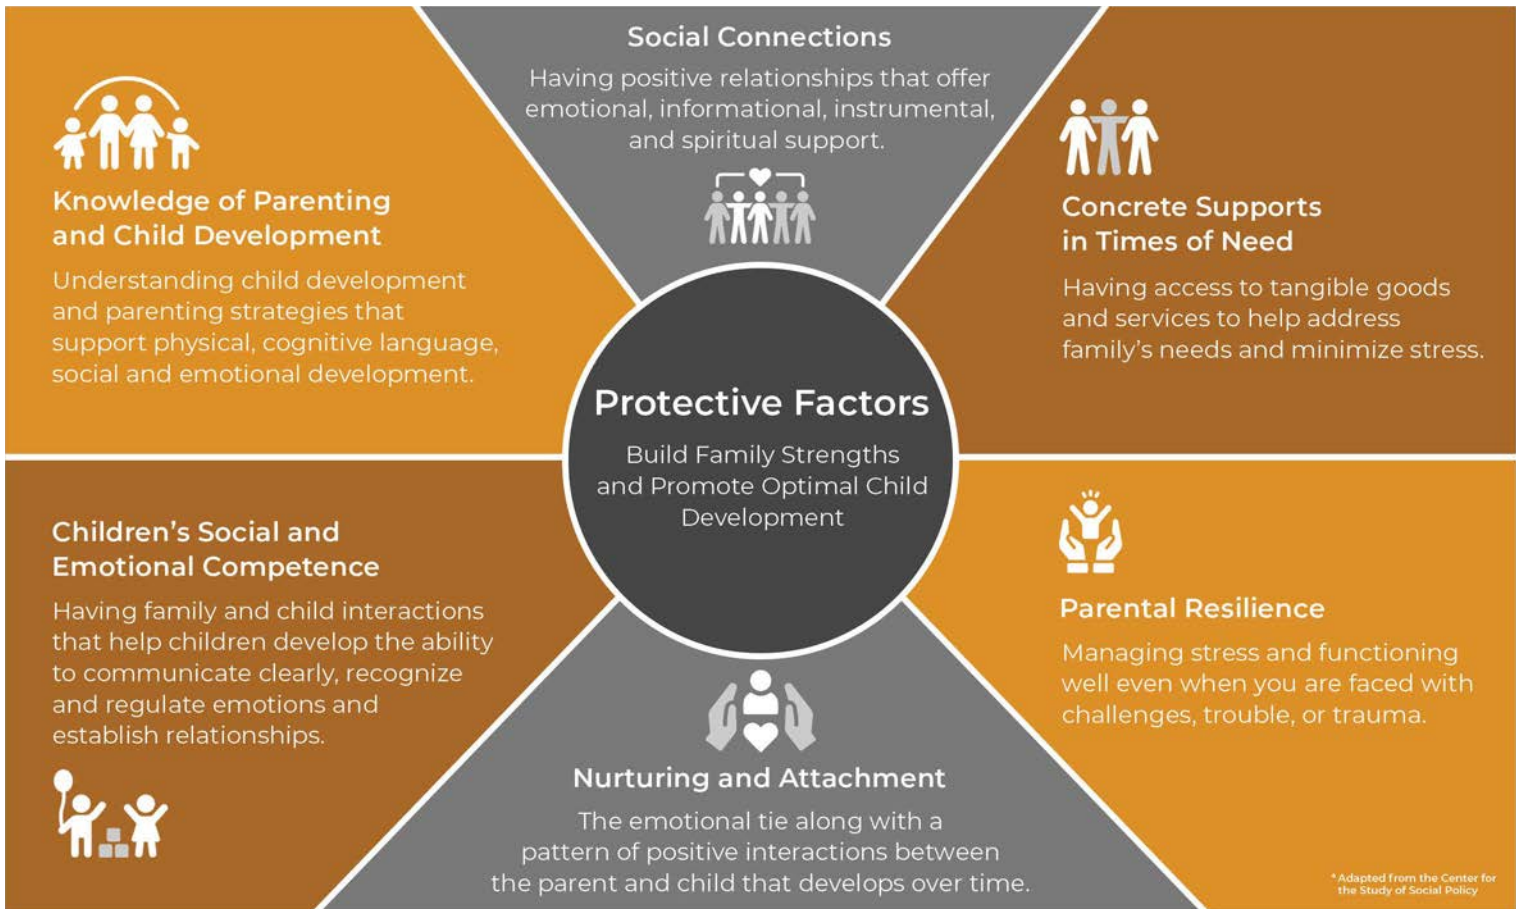 Social Connections
Having positive relationships that offer
emotional, informational, instrumental,
and spiritual support.
Knowledge of Parenting
and Child Development
Understanding child development
and parenting strategies that
support physical, cognitive language,
social and emotional development.
Concrete Supports
in Times of Need
Having access to tangible goods
and services to help address
family’s needs and minimize stress.
Protective Factors
Build Family Strengths
and Promote Optimal Child
Development
Children’s Social and
Emotional Competence
Having family and child interactions
that help children develop the ability
to communicate clearly, recognize
and regulate emotions and
establish relationships.
Parental Resilience
Managing stress and functioning
well even when you are faced with
challenges, trouble, or trauma.
Nurturing and Attachment
The emotional tie along with a
pattern of positive interactions between
the parent and child that develops over time.
*Adapted from the Center for
the Study of Social Policy